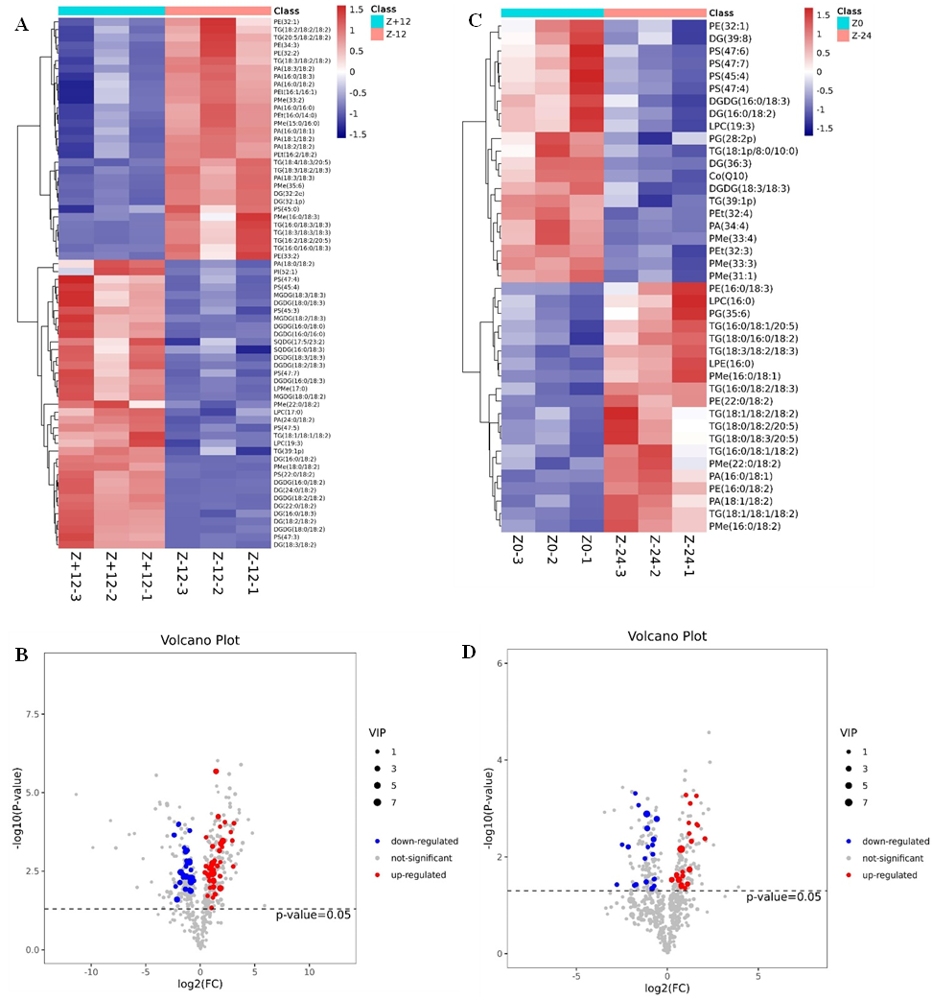 A
Class
PE(32:1)
TG(18:2/18:2/18:2)
TG(20:5/18:2/18:2)
PE(34:3)
PE(32:2)
TG(18:3/18:2/18:2)
PA(18:3/18:2)
PA(16:0/18:3)
PA(16:0/18:2)
PEt(16:1/16:1)
PMe(33:2)
PA(16:0/16:0)
PEt(16:0/14:0)
PMe(15:0/16:0)
PA(16:0/18:1)
PA(18:1/18:2)
PA(18:2/18:2)
PEt(16:2/18:2)
TG(18:4/18:3/20:5)
TG(18:3/18:2/18:3)
PA(18:3/18:3)
PMe(35:6)
DG(32:2e)
DG(32:1p)
PS(45:0)
PMe(16:0/18:3)
TG(16:0/18:3/18:3)
TG(18:3/18:3/18:3)
TG(16:2/18:2/20:5)
TG(16:0/16:0/18:3)
PE(33:2)
PA(18:0/18:2)
PI(52:1)
PS(47:4)
PS(45:4)
MGDG(18:3/18:3)
DGDG(18:0/18:3)
PS(45:3)
MGDG(18:2/18:3)
DGDG(16:0/18:0)
DGDG(16:0/16:0)
SQDG(17:5/23:2)
SQDG(16:0/18:3)
DGDG(18:3/18:3)
DGDG(18:2/18:3)
PS(47:7)
DGDG(16:0/18:3)
LPMe(17:0)
MGDG(18:0/18:2)
PMe(22:0/18:2)
LPC(17:0)
PA(24:0/18:2)
PS(47:5)
TG(18:1/18:1/18:2)
LPC(19:3)
TG(39:1p)
DG(16:0/18:2)
PMe(18:0/18:2)
PS(22:0/18:2)
DGDG(16:0/18:2)
DG(24:0/18:2)
DGDG(18:2/18:2)
DG(22:0/18:2)
DG(16:0/18:3)
DG(18:2/18:2)
DGDG(18:0/18:2)
PS(47:3)
DG(18:3/18:2)
Z+12-3
Z+12-2
Z+12-1
Z-12-3
Z-12-2
Z-12-1
1.5
1
0.5
0
-0.5
-1
-1.5
Class
Z+12
Z-12
C
Class
PE(32:1)
DG(39:8)
PS(47:6)
PS(47:7)
PS(45:4)
PS(47:4)
DGDG(16:0/18:3)
DG(16:0/18:2)
LPC(19:3)
PG(28:2p)
TG(18:1p/8:0/10:0)
DG(36:3)
Co(Q10)
DGDG(18:3/18:3)
TG(39:1p)
PEt(32:4)
PA(34:4)
PMe(33:4)
PEt(32:3)
PMe(33:3)
PMe(31:1)
PE(16:0/18:3)
LPC(16:0)
PG(35:6)
TG(16:0/18:1/20:5)
TG(18:0/16:0/18:2)
TG(18:3/18:2/18:3)
LPE(16:0)
PMe(16:0/18:1)
TG(16:0/18:2/18:3)
PE(22:0/18:2)
TG(18:1/18:2/18:2)
TG(18:0/18:2/20:5)
TG(18:0/18:3/20:5)
TG(16:0/18:1/18:2)
PMe(22:0/18:2)
PA(16:0/18:1)
PE(16:0/18:2)
PA(18:1/18:2)
TG(18:1/18:1/18:2)
PMe(16:0/18:2)
Z0-3
Z0-2
Z0-1
Z-24-3
Z-24-2
Z-24-1
1.5
1
0.5
0
-0.5
-1
-1.5
Class
Z0
Z-24
B
Volcano Plot
-log10(P-value)
7.5
5.0
2.5
0.0
p-value=0.05
-10
-5
0
5
10
log2(FC)
VIP
1
3
5
7
down-regulated
not-significant
up-regulated
D
Volcano Plot
-log10(P-value)
6
4
2
0
p-value=0.05
-5
0
5
log2(FC)
VIP
1
3
5
7
down-regulated
not-significant
up-regulated